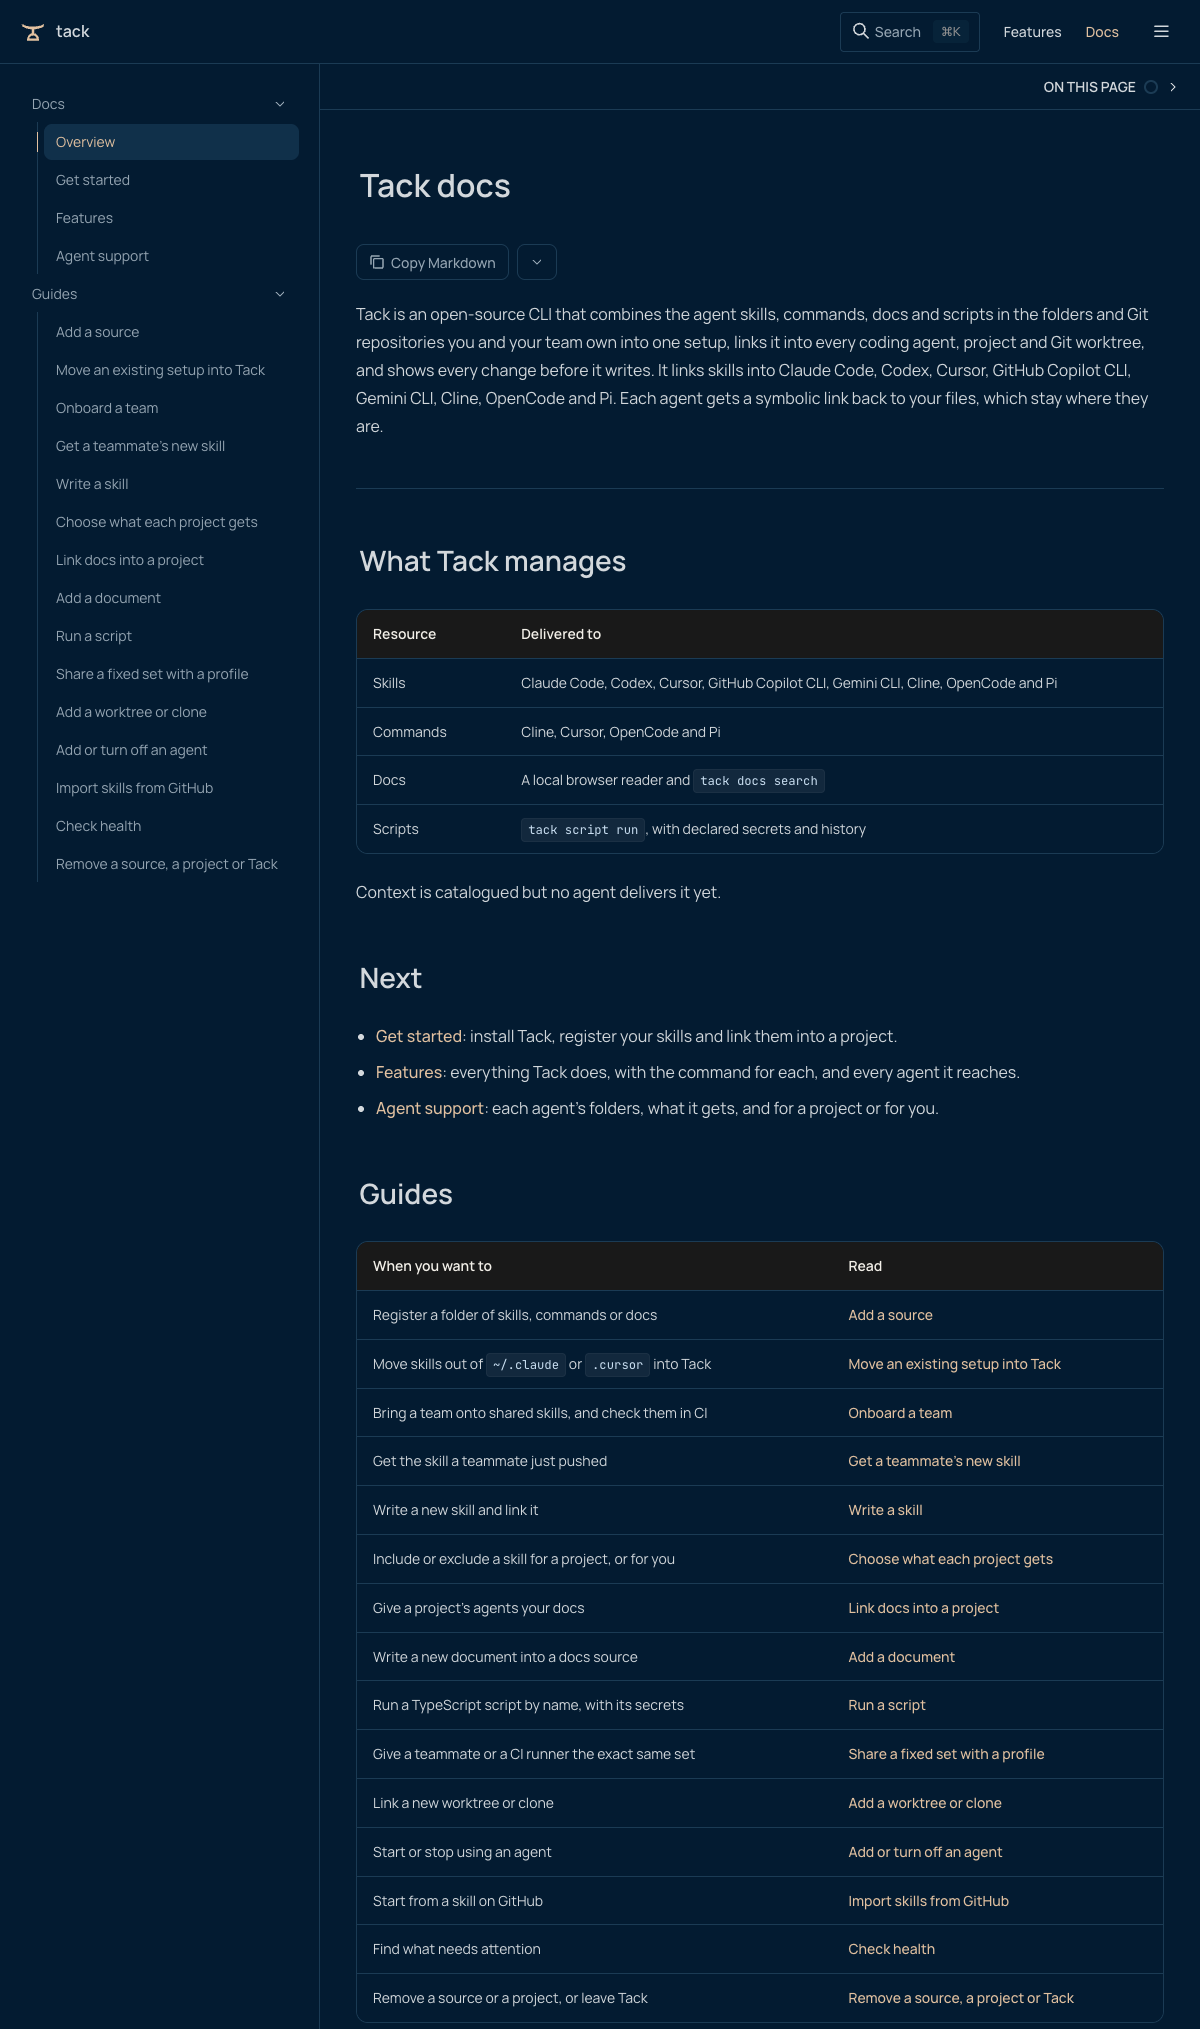 tack
Search ⌘K
Features
Docs
Docs
Overview
Get started
Features
Agent support
Guides
Add a source
Move an existing setup into Tack
Onboard a team
Get a teammate's new skill
Write a skill
Choose what each project gets
Link docs into a project
Add a document
Run a script
Share a fixed set with a profile
Add a worktree or clone
Add or turn off an agent
Import skills from GitHub
Check health
Remove a source, a project or Tack
ON THIS PAGE
Tack docs
Copy Markdown
Tack is an open-source CLI that combines the agent skills, commands, docs and scripts in the folders and Git
repositories you and your team own into one setup, links it into every coding agent, project and Git worktree,
and shows every change before it writes. It links skills into Claude Code, Codex, Cursor, GitHub Copilot CLI,
Gemini CLI, Cline, OpenCode and Pi. Each agent gets a symbolic link back to your files, which stay where they
are.
What Tack manages
Resource Delivered to
Skills Claude Code, Codex, Cursor, GitHub Copilot CLI, Gemini CLI, Cline, OpenCode and Pi
Commands Cline, Cursor, OpenCode and Pi
Docs A local browser reader and tack docs search
Scripts tack script run, with declared secrets and history
Context is catalogued but no agent delivers it yet.
Next
• Get started: install Tack, register your skills and link them into a project.
• Features: everything Tack does, with the command for each, and every agent it reaches.
• Agent support: each agent's folders, what it gets, and for a project or for you.
Guides
When you want to Read
Register a folder of skills, commands or docs Add a source
Move skills out of ~/.claude or .cursor into Tack Move an existing setup into Tack
Bring a team onto shared skills, and check them in CI Onboard a team
Get the skill a teammate just pushed Get a teammate's new skill
Write a new skill and link it Write a skill
Include or exclude a skill for a project, or for you Choose what each project gets
Give a project's agents your docs Link docs into a project
Write a new document into a docs source Add a document
Run a TypeScript script by name, with its secrets Run a script
Give a teammate or a CI runner the exact same set Share a fixed set with a profile
Link a new worktree or clone Add a worktree or clone
Start or stop using an agent Add or turn off an agent
Start from a skill on GitHub Import skills from GitHub
Find what needs attention Check health
Remove a source or a project, or leave Tack Remove a source, a project or Tack